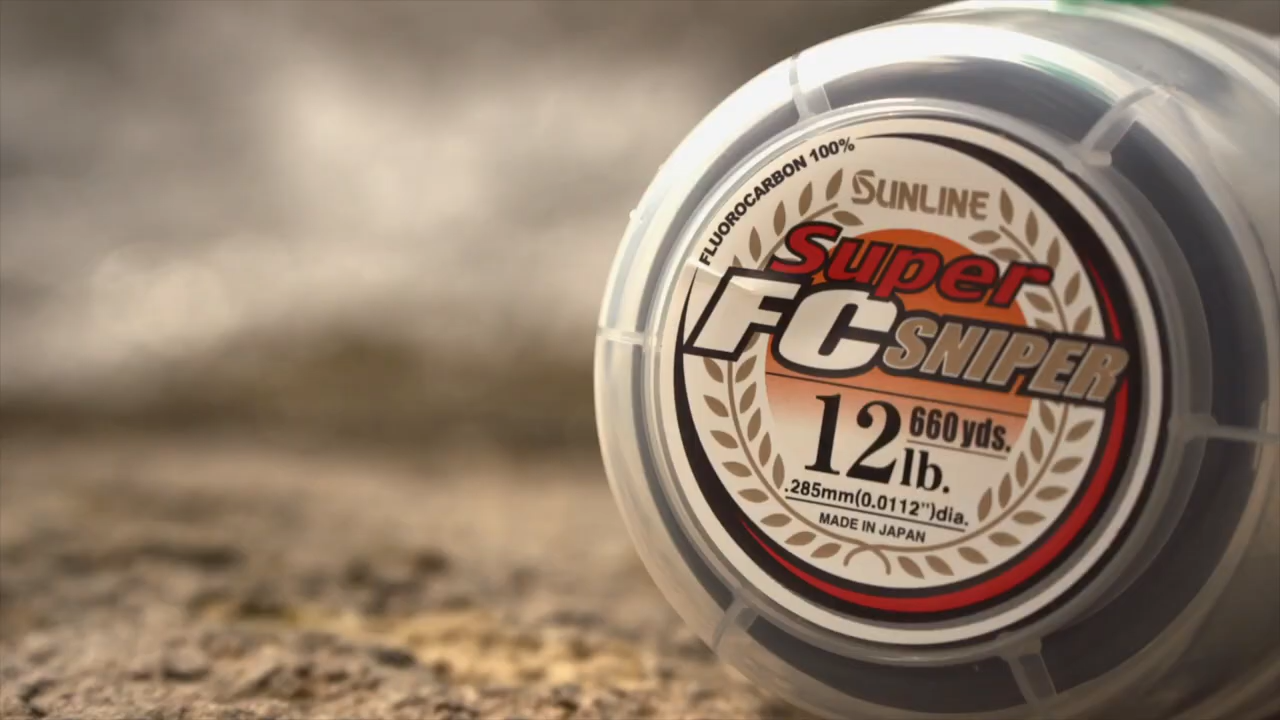 FLUOROCARBON 100%
SUNLINE
Super
FC SNIPER
12 lb. 660 yds.
.285mm(0.0112")dia.
MADE IN JAPAN